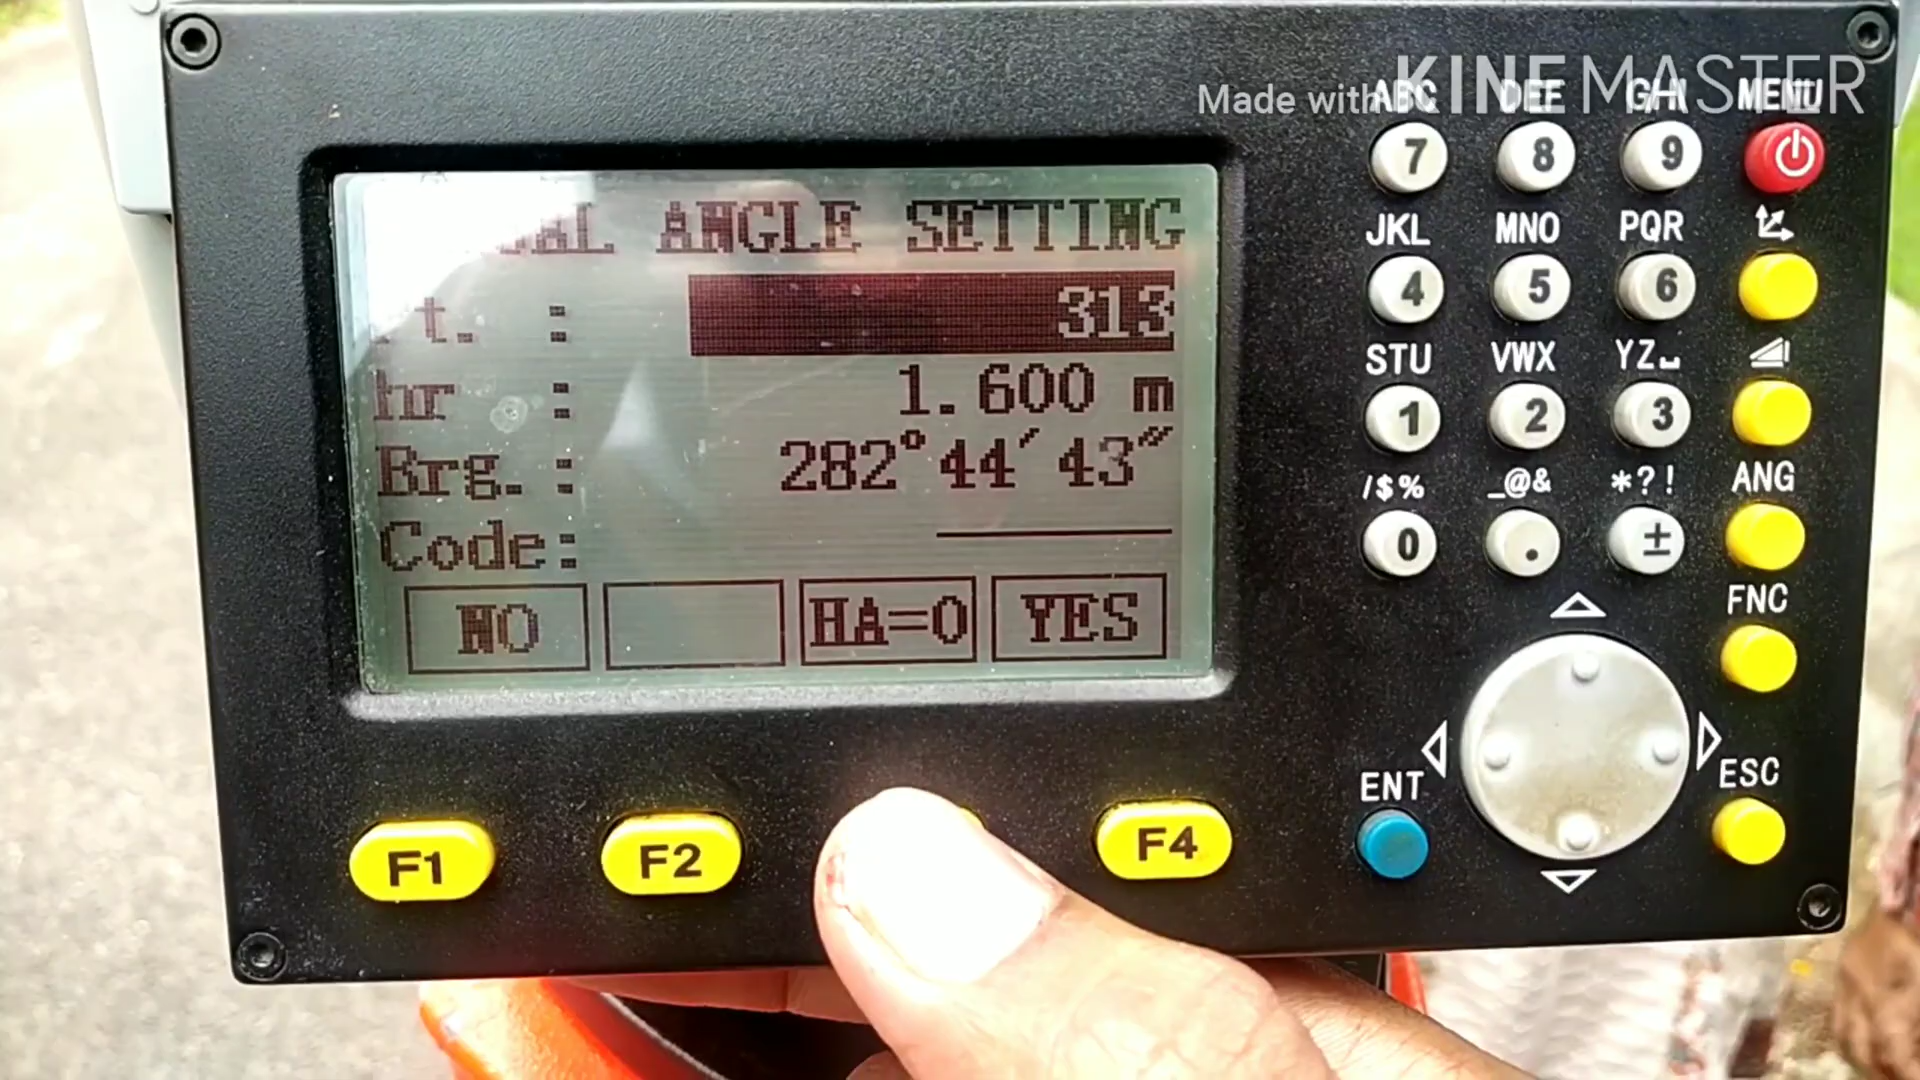 Made with KINEMASTER
ANGLE SETTING
t. : 313
hr : 1.600 m
Brg. : 282°44′43″
Code:
NO HA=0 YES
F1 F2 F4
ABC DEF GHI MENU
7 8 9
JKL MNO PQR
4 5 6
STU VWX YZ␣
1 2 3
/$% _@& *?! ANG
0 . ±
FNC
ENT ESC